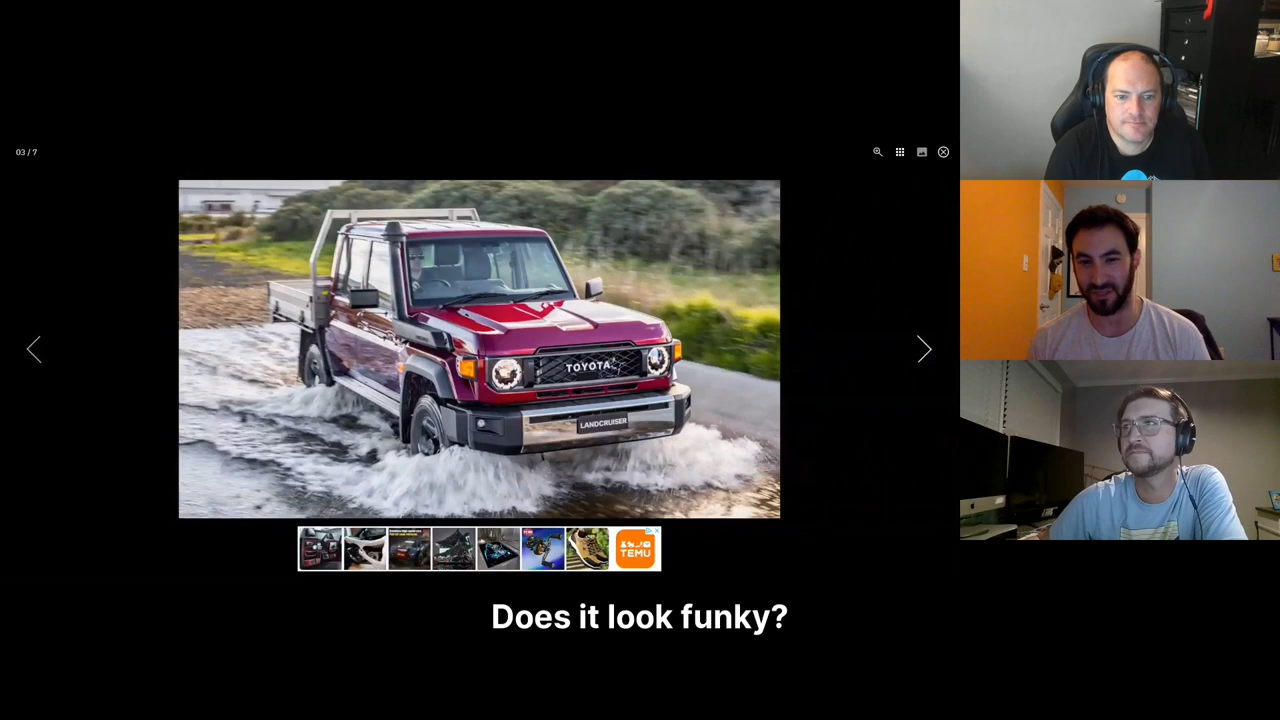 03 / 7
TOYOTA
LANDCRUISER
TEMU
Does it look funky?